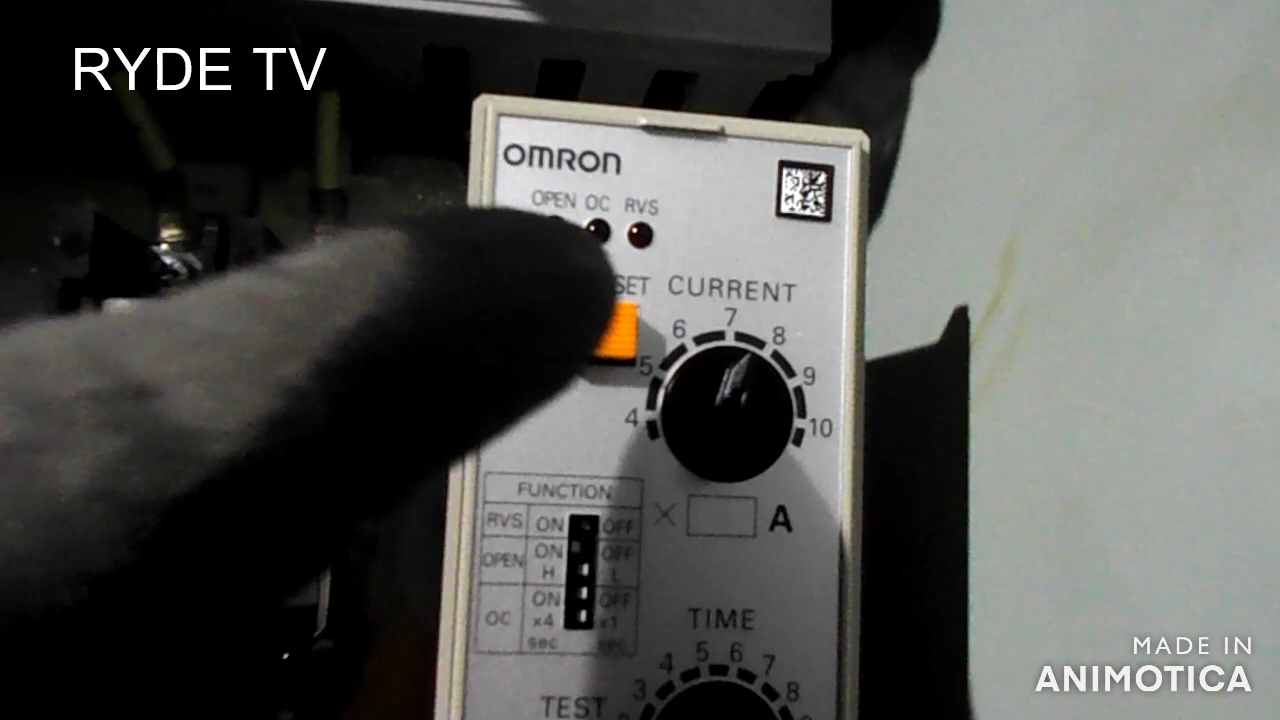 RYDE TV
OMRON
OPEN OC RVS
SET CURRENT
4 5 6 7 8 9 10
× A
FUNCTION
RVS ON OFF
OPEN ON OFF
H L
OC ON OFF
x4 x1
sec sec
TIME
3 4 5 6 7 8
TEST
MADE IN
ANIMOTICA